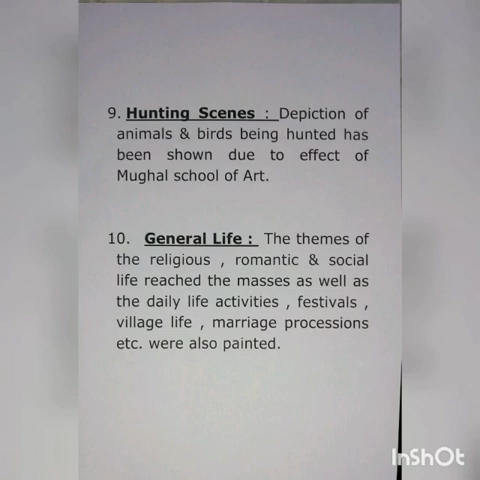 9. Hunting Scenes : Depiction of
animals & birds being hunted has
been shown due to effect of
Mughal school of Art.
10. General Life : The themes of
the religious , romantic & social
life reached the masses as well as
the daily life activities , festivals ,
village life , marriage processions
etc. were also painted.
InShOt